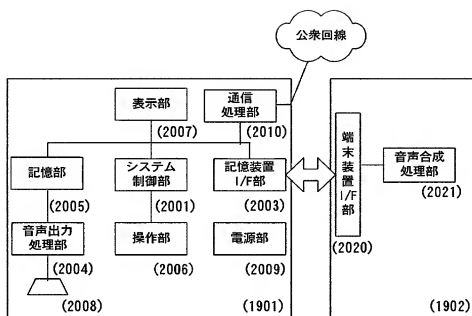 公衆回線
表示部
(2007)
通信
処理部
(2010)
記憶部
(2005)
システム
制御部
(2001)
記憶装置
I/F部
(2003)
音声出力
処理部
(2004)
(2008)
操作部
(2006)
電源部
(2009)
(1901)
端末装置I/F部
(2020)
音声合成
処理部
(2021)
(1902)